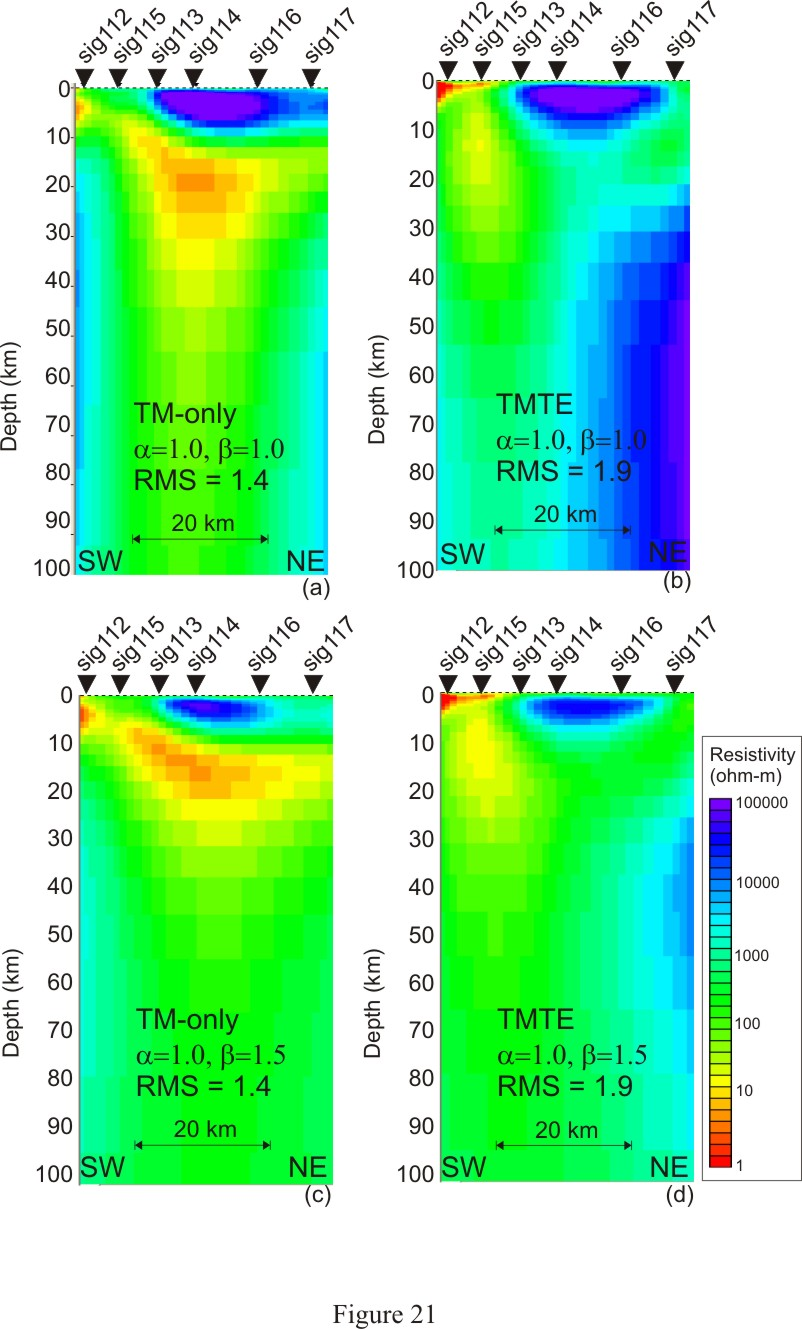 sig112 sig115 sig113 sig114 sig116 sig117
0
10
20
30
40
50
60
70
80
90
100
Depth (km)
TM-only
α=1.0, β=1.0
RMS = 1.4
20 km
SW NE
(a)
sig112 sig115 sig113 sig114 sig116 sig117
0
10
20
30
40
50
60
70
80
90
100
Depth (km)
TMTE
α=1.0, β=1.0
RMS = 1.9
20 km
SW NE
(b)
sig112 sig115 sig113 sig114 sig116 sig117
0
10
20
30
40
50
60
70
80
90
100
Depth (km)
TM-only
α=1.0, β=1.5
RMS = 1.4
20 km
SW NE
(c)
sig112 sig115 sig113 sig114 sig116 sig117
0
10
20
30
40
50
60
70
80
90
100
Depth (km)
TMTE
α=1.0, β=1.5
RMS = 1.9
20 km
SW NE
(d)
Resistivity
(ohm-m)
100000
10000
1000
100
10
1
Figure 21